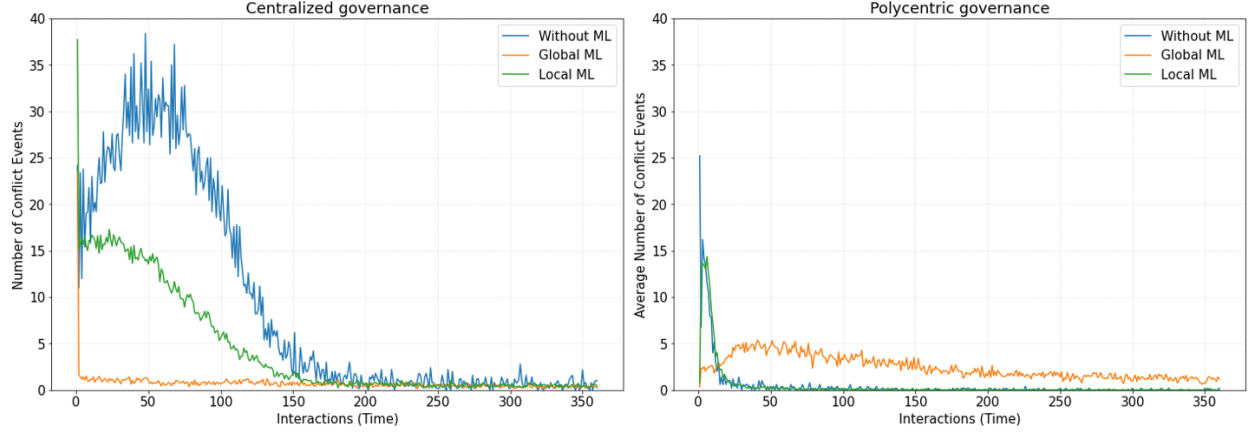 Centralized governance
Number of Conflict Events
40
35
30
25
20
15
10
5
0
Without ML
Global ML
Local ML
0 50 100 150 200 250 300 350
Interactions (Time)
Polycentric governance
Average Number of Conflict Events
40
35
30
25
20
15
10
5
0
Without ML
Global ML
Local ML
0 50 100 150 200 250 300 350
Interactions (Time)